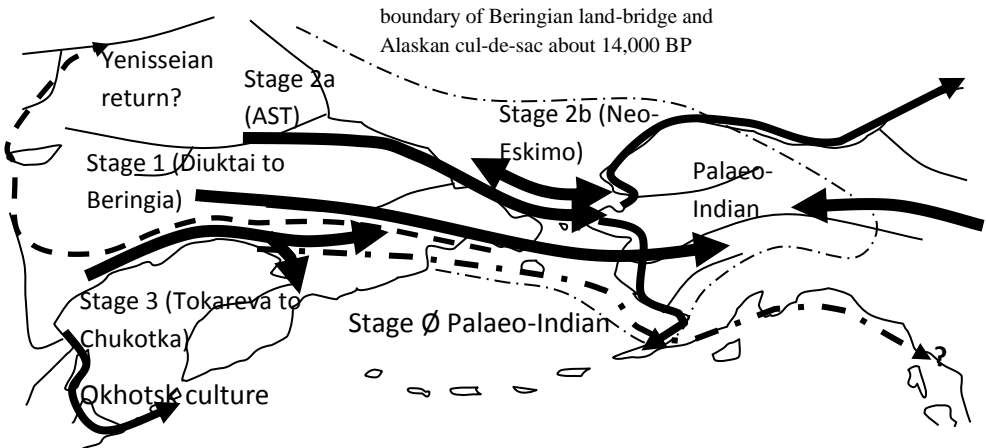 boundary of Beringian land-bridge and
Alaskan cul-de-sac about 14,000 BP
Yenisseian
return?
Stage 2a
(AST)
Stage 2b (Neo-
Eskimo)
Stage 1 (Diuktai to
Beringia)
Palaeo-
Indian
Stage 3 (Tokareva to
Chukotka)
Stage Ø Palaeo-Indian
?
Okhotsk culture